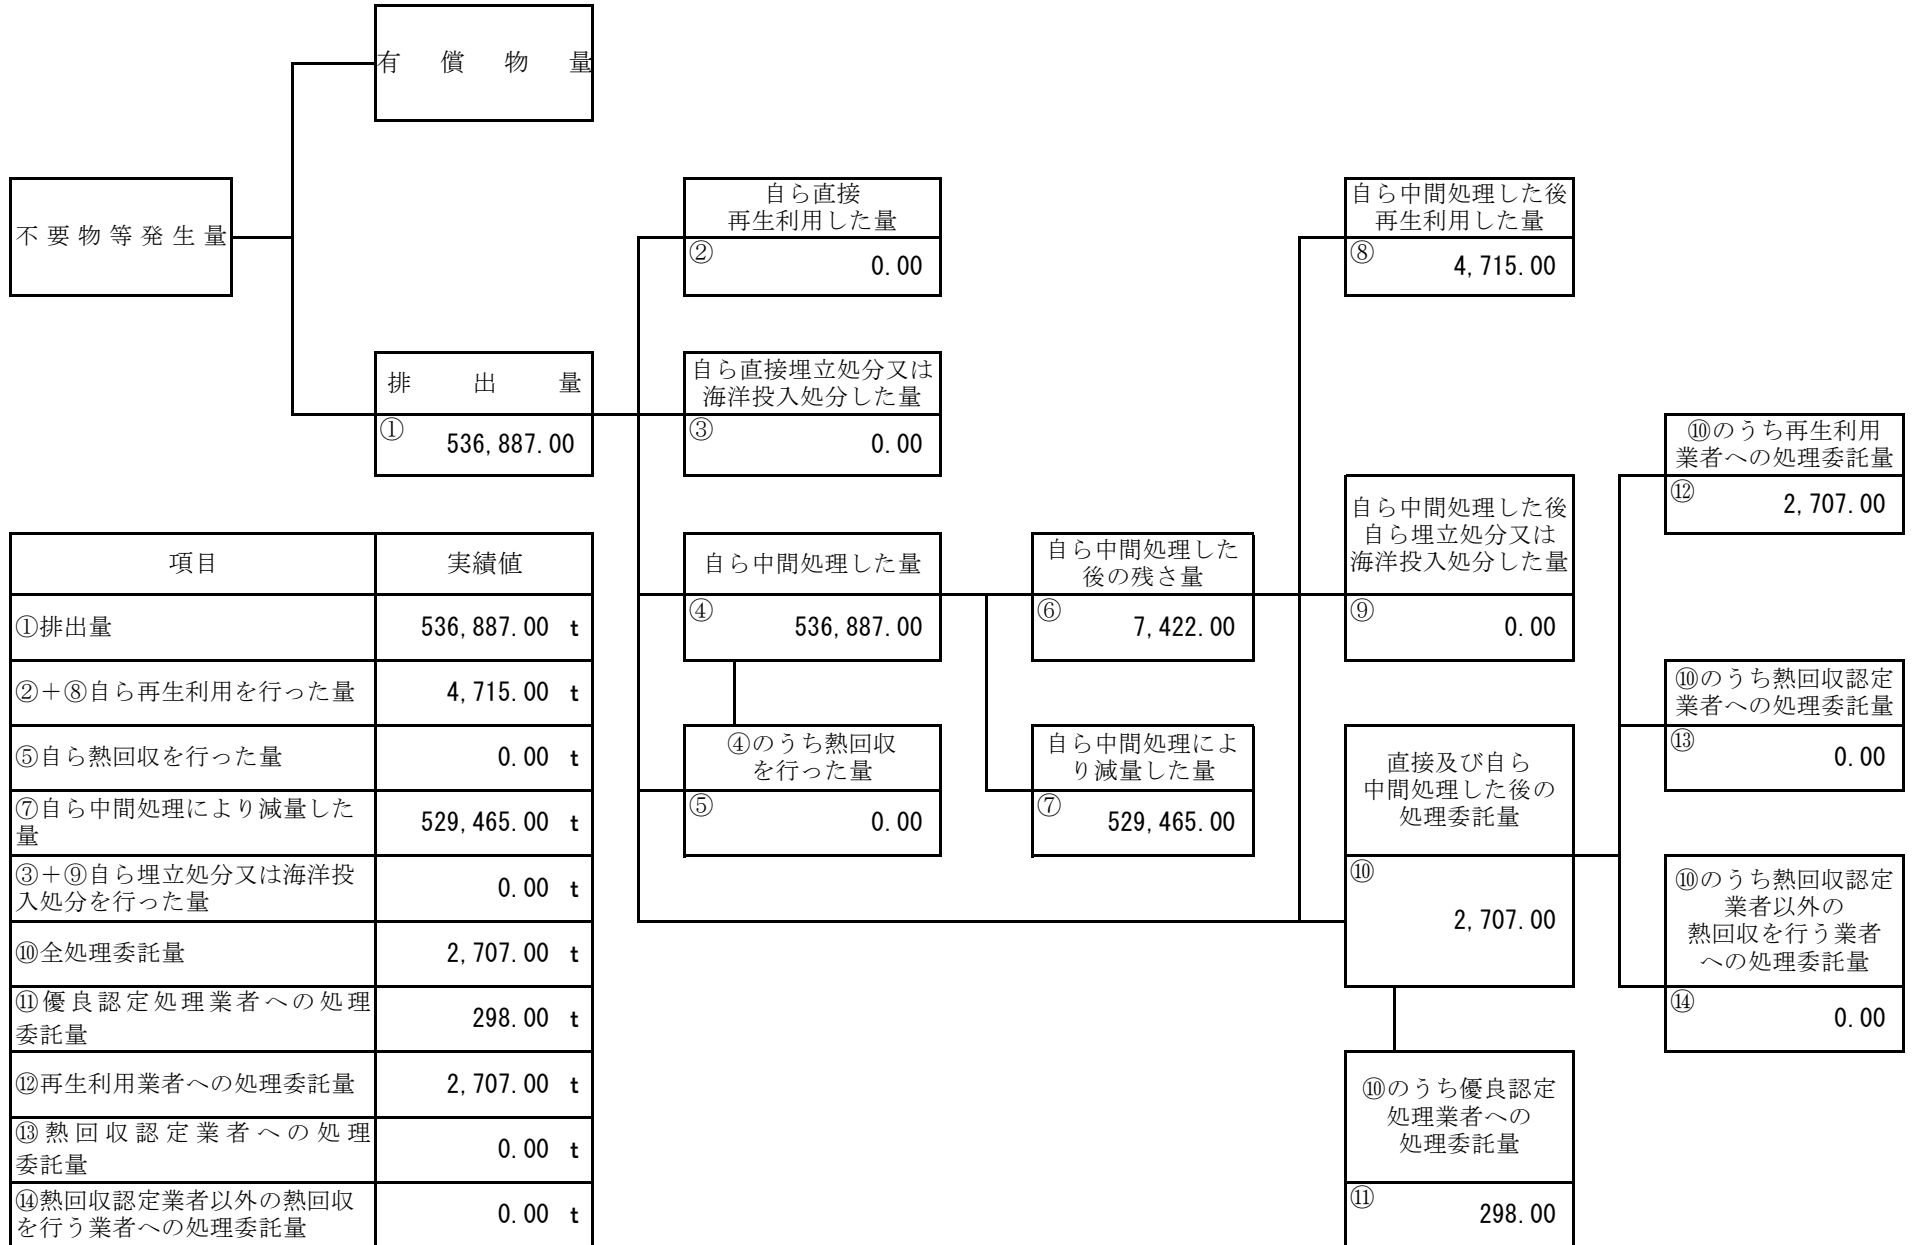 有償物量
不要物等発生量
自ら直接
再生利用した量
②
0.00
自ら中間処理した後
再生利用した量
⑧
4,715.00
排出量
①
536,887.00
自ら直接埋立処分又は
海洋投入処分した量
③
0.00
⑩のうち再生利用
業者への処理委託量
⑫
2,707.00
自ら中間処理した量
④
536,887.00
自ら中間処理した
後の残さ量
⑥
7,422.00
自ら中間処理した後
自ら埋立処分又は
海洋投入処分した量
⑨
0.00
⑩のうち熱回収認定
業者への処理委託量
⑬
0.00
④のうち熱回収
を行った量
⑤
0.00
自ら中間処理によ
り減量した量
⑦
529,465.00
直接及び自ら
中間処理した後の
処理委託量
⑩
2,707.00
⑩のうち熱回収認定
業者以外の
熱回収を行う業者
への処理委託量
⑭
0.00
⑩のうち優良認定
処理業者への
処理委託量
⑪
298.00
項目 実績値
①排出量 536,887.00 t
②＋⑧自ら再生利用を行った量 4,715.00 t
⑤自ら熱回収を行った量 0.00 t
⑦自ら中間処理により減量した
量 529,465.00 t
③＋⑨自ら埋立処分又は海洋投
入処分を行った量 0.00 t
⑩全処理委託量 2,707.00 t
⑪優良認定処理業者への処理
委託量 298.00 t
⑫再生利用業者への処理委託量 2,707.00 t
⑬熱回収認定業者への処理
委託量 0.00 t
⑭熱回収認定業者以外の熱回収
を行う業者への処理委託量 0.00 t